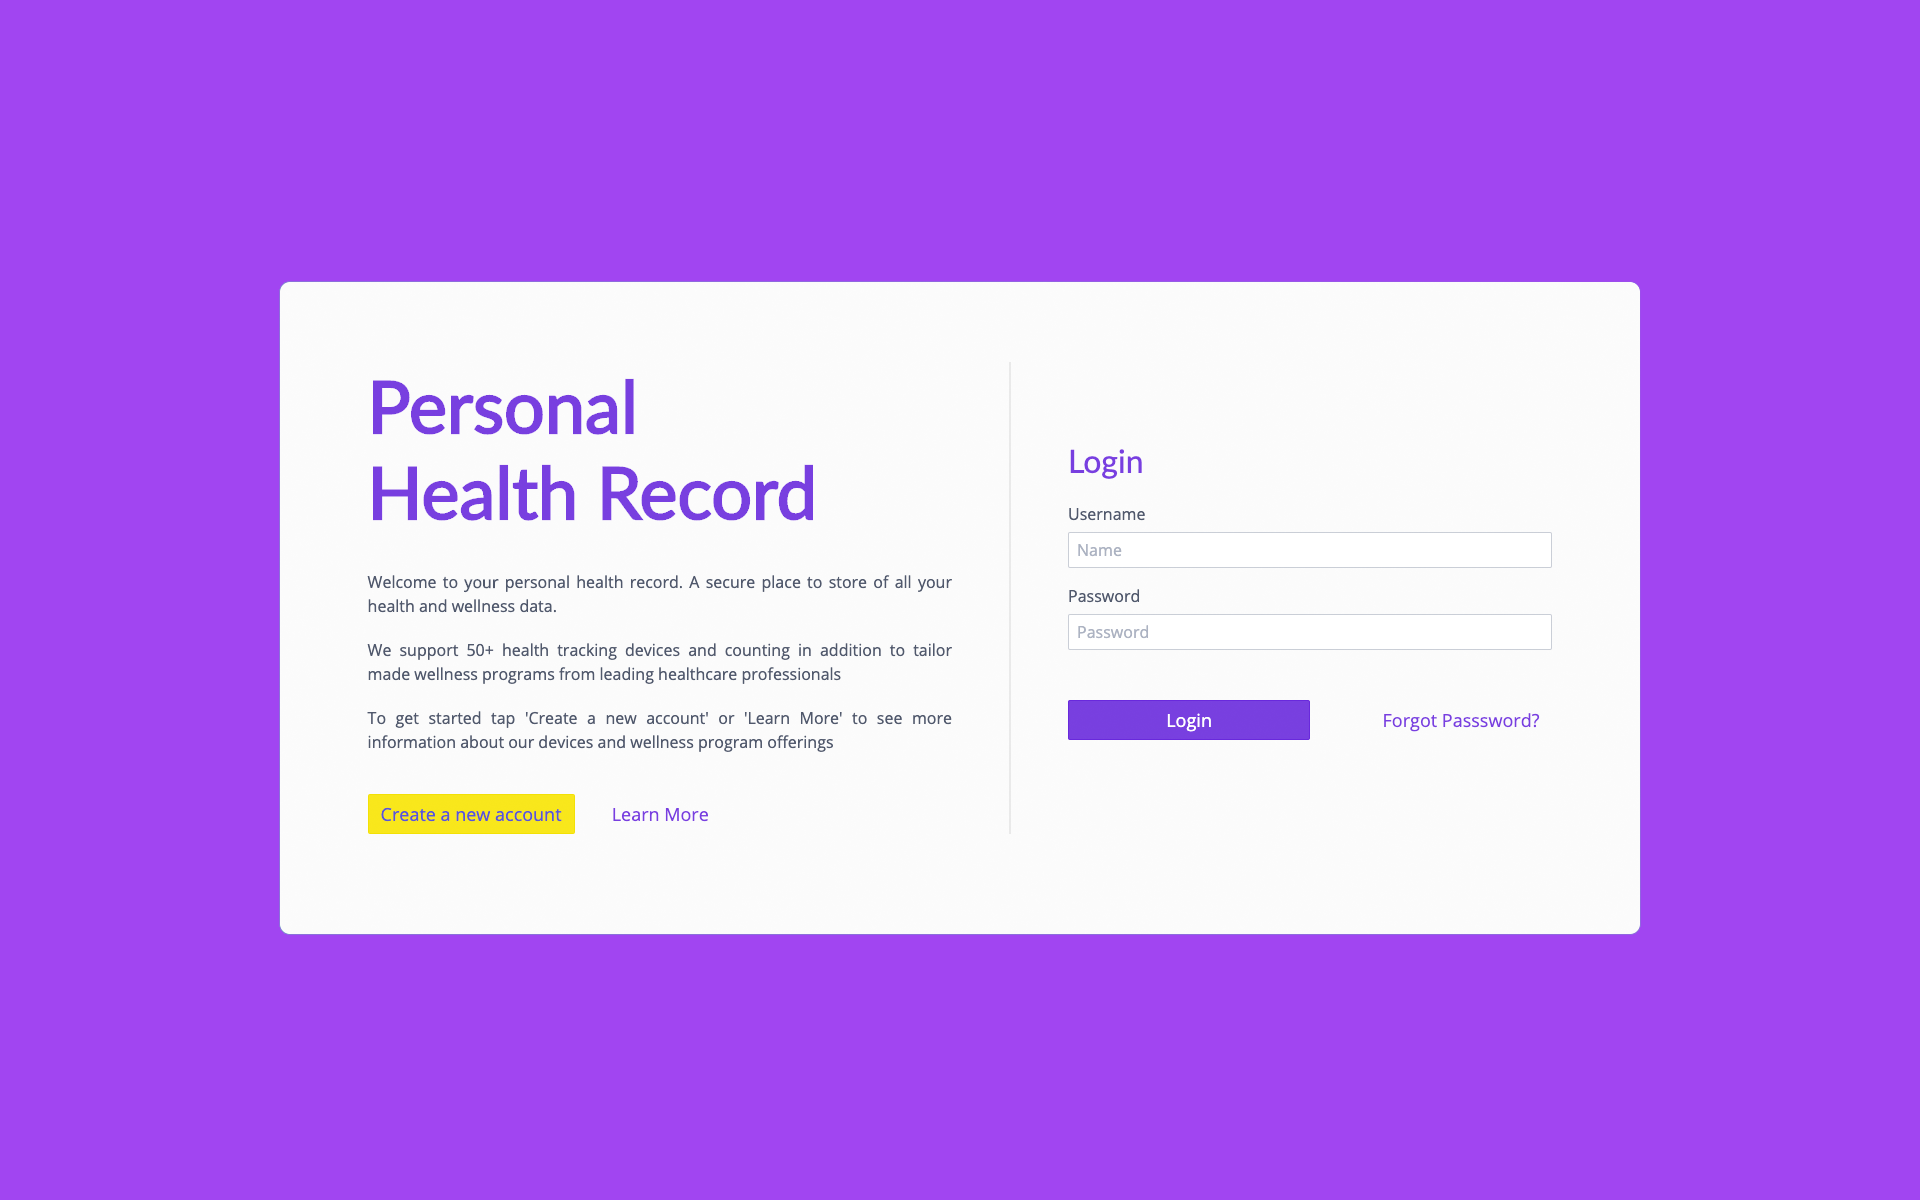 Personal
Health Record
Welcome to your personal health record. A secure place to store of all your
health and wellness data.
We support 50+ health tracking devices and counting in addition to tailor
made wellness programs from leading healthcare professionals
To get started tap 'Create a new account' or 'Learn More' to see more
information about our devices and wellness program offerings
Create a new account
Learn More
Login
Username
Name
Password
Password
Login
Forgot Passsword?